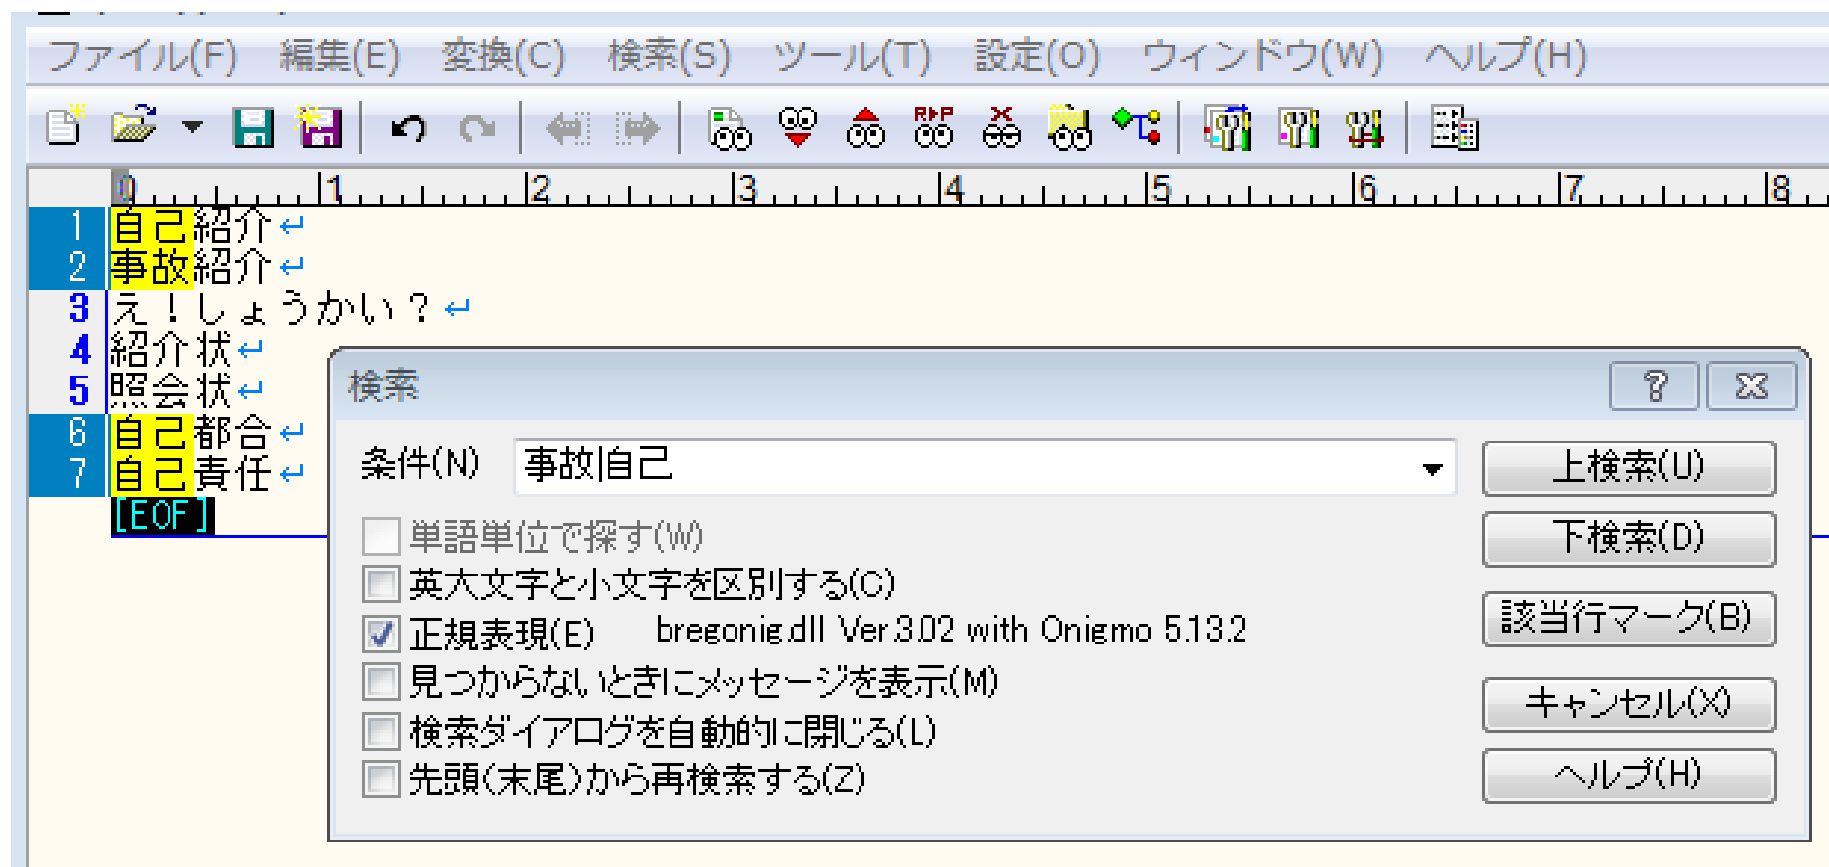 ファイル(F) 編集(E) 変換(C) 検索(S) ツール(T) 設定(O) ウィンドウ(W) ヘルプ(H)
R▶P
0 1 2 3 4 5 6 7 8
1 自己紹介↵
2 事故紹介↵
3 え！しょうかい？↵
4 紹介状↵
5 照会状↵
6 自己都合↵
7 自己責任↵
[EOF]
検索
条件(N) 事故|自己
単語単位で探す(W)
英大文字と小文字を区別する(C)
正規表現(E) bregonig.dll Ver.3.02 with Onigmo 5.13.2
見つからないときにメッセージを表示(M)
検索ダイアログを自動的に閉じる(L)
先頭(末尾)から再検索する(Z)
上検索(U)
下検索(D)
該当行マーク(B)
キャンセル(X)
ヘルプ(H)